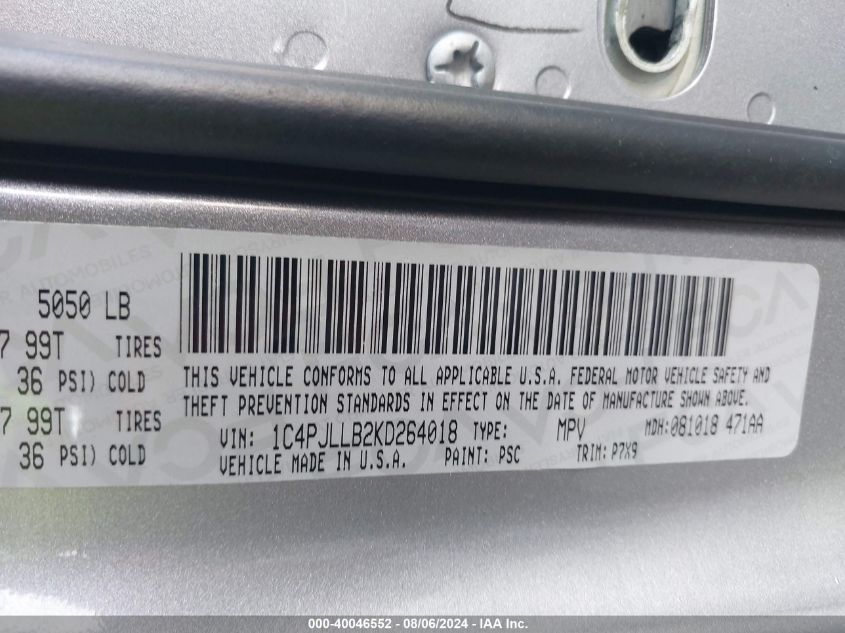 5050 LB
7 99T TIRES
36 PSI) COLD
7 99T TIRES
36 PSI) COLD
THIS VEHICLE CONFORMS TO ALL APPLICABLE U.S.A. FEDERAL MOTOR VEHICLE SAFETY AND
THEFT PREVENTION STANDARDS IN EFFECT ON THE DATE OF MANUFACTURE SHOWN ABOVE.
VIN: 1C4PJLLB2KD264018 TYPE: MPV MDH: 081018 471AA
VEHICLE MADE IN U.S.A. PAINT: PSC TRIM: P7X9
000-40046552 - 08/06/2024 - IAA Inc.